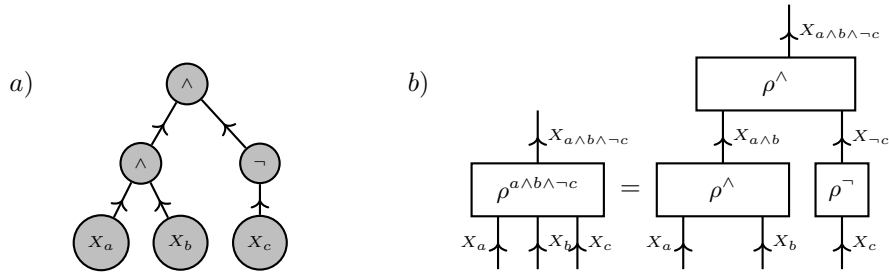 a)
∧
∧ ¬
X_a X_b X_c
b)
X_{a∧b∧¬c}
ρ^∧
X_{a∧b∧¬c} X_{a∧b} X_{¬c}
ρ^{a∧b∧¬c} = ρ^∧ ρ^¬
X_a X_b X_c X_a X_b X_c